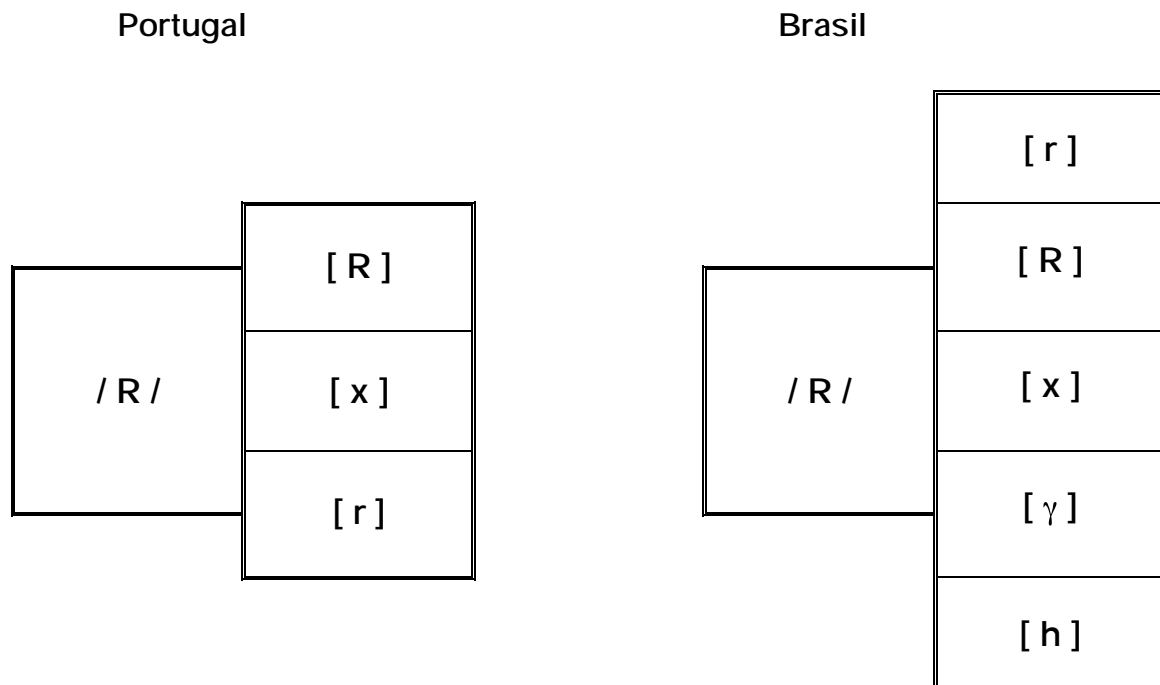 Portugal
Brasil
/ R /
[ R ]
[ x ]
[ r ]
/ R /
[ r ]
[ R ]
[ x ]
[ γ ]
[ h ]